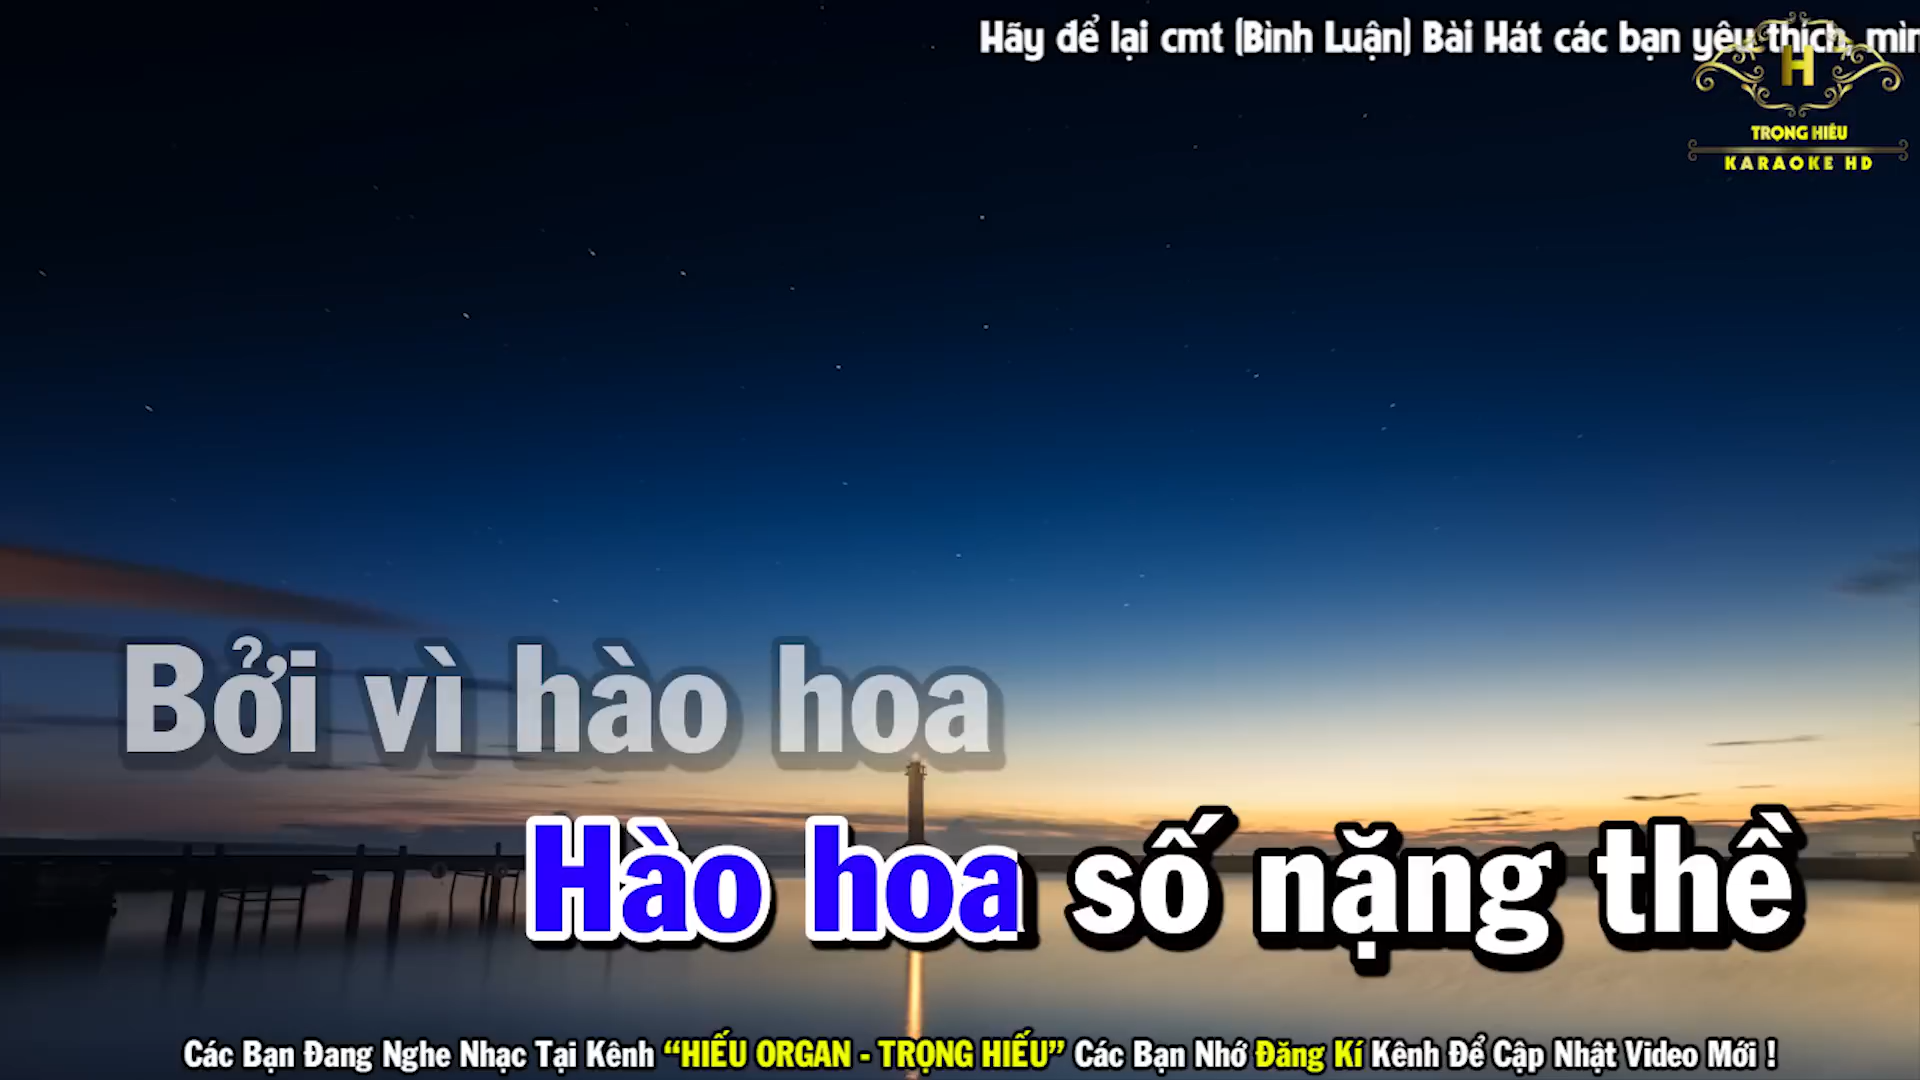 Hãy để lại cmt (Bình Luận) Bài Hát các bạn yêu thích, mìn
H
TRỌNG HIẾU
KARAOKE HD
Bởi vì hào hoa
Hào hoa số nặng thề
Các Bạn Đang Nghe Nhạc Tại Kênh “HIẾU ORGAN - TRỌNG HIẾU” Các Bạn Nhớ Đăng Kí Kênh Để Cập Nhật Video Mới !